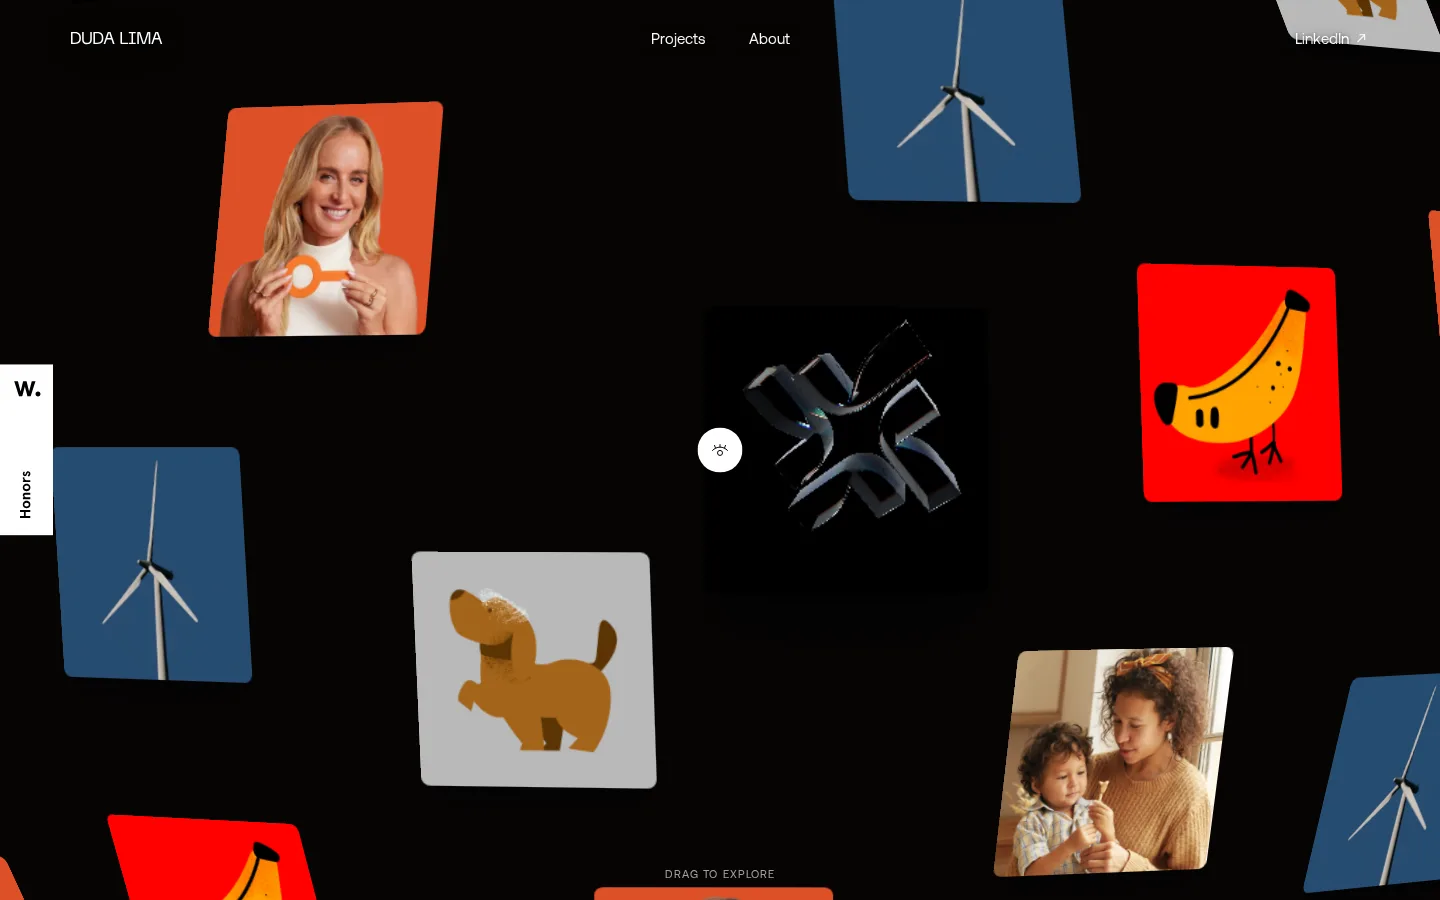 DUDA LIMA
Projects
About
LinkedIn ↗
W.
Honors
DRAG TO EXPLORE